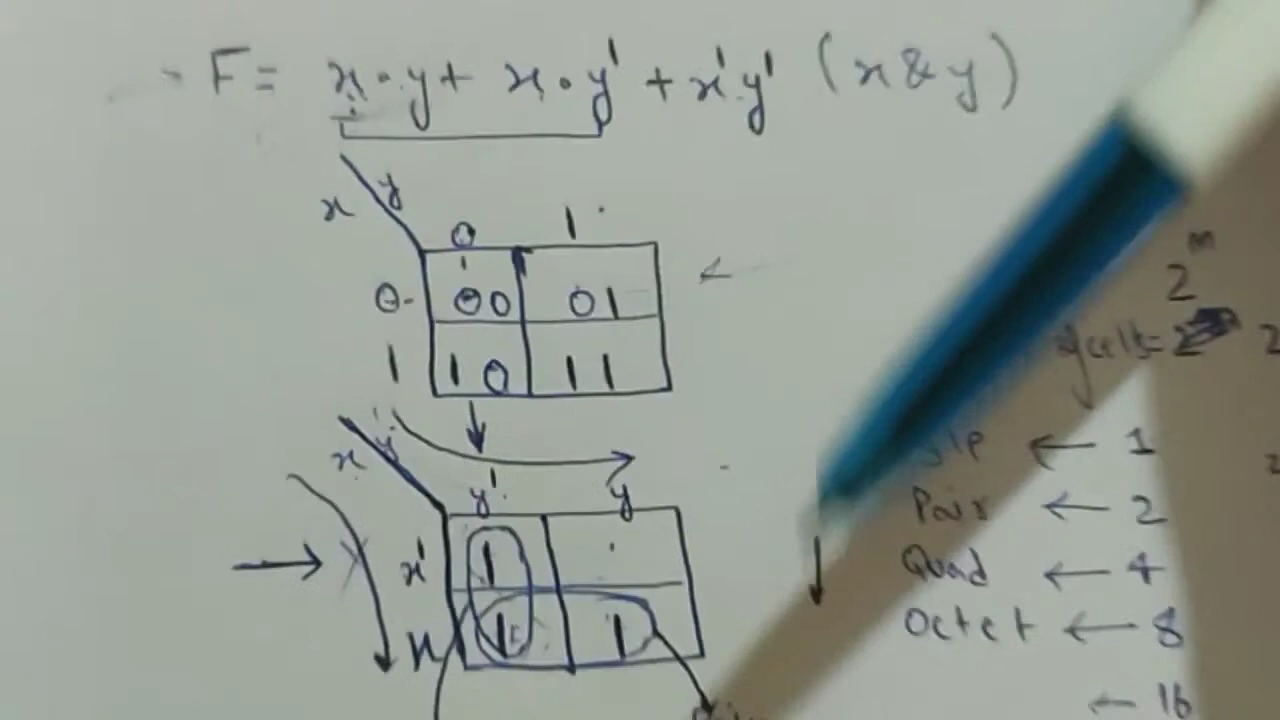 F = x·y + x·y' + x'y' (x & y)
x y
0 1
0 00 01
1 10 11
x y
y' y
x' 1
x 1 1
2^m
← 1
Pair ← 2
Quad ← 4
Octet ← 8
← 16